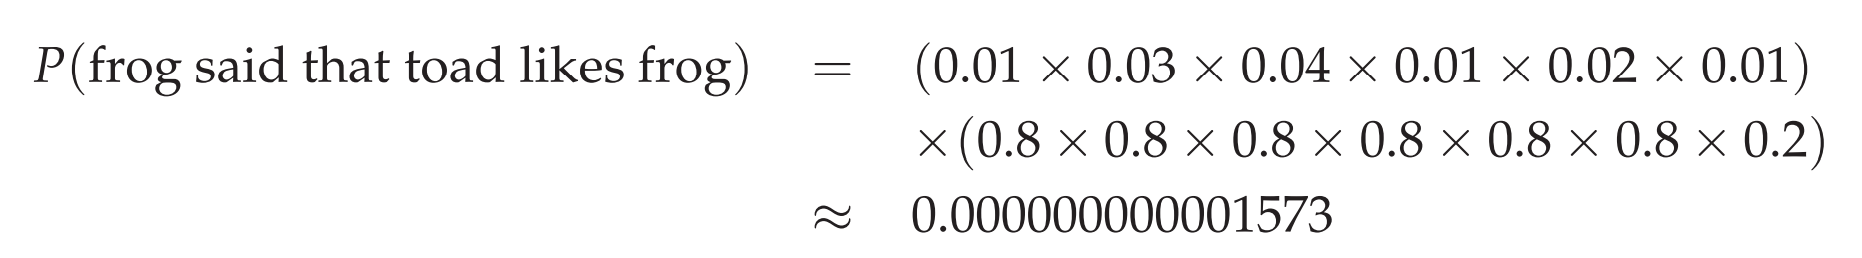 P(frog said that toad likes frog) = (0.01 × 0.03 × 0.04 × 0.01 × 0.02 × 0.01)
×(0.8 × 0.8 × 0.8 × 0.8 × 0.8 × 0.8 × 0.2)
≈ 0.000000000001573